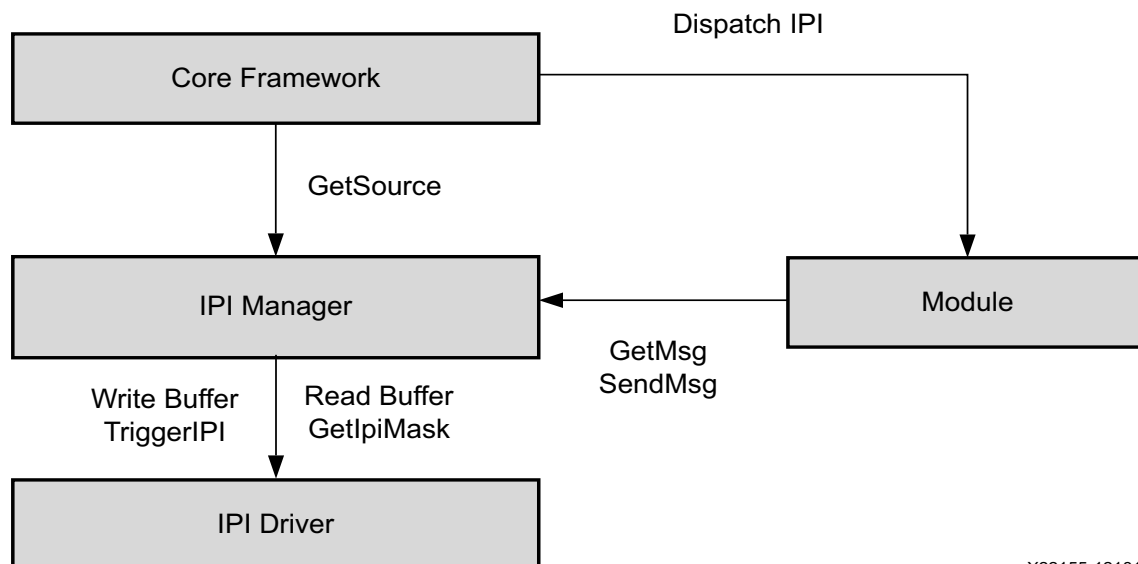 Dispatch IPI
Core Framework
GetSource
IPI Manager
Module
GetMsg
SendMsg
Write Buffer
TriggerIPI
Read Buffer
GetIpiMask
IPI Driver